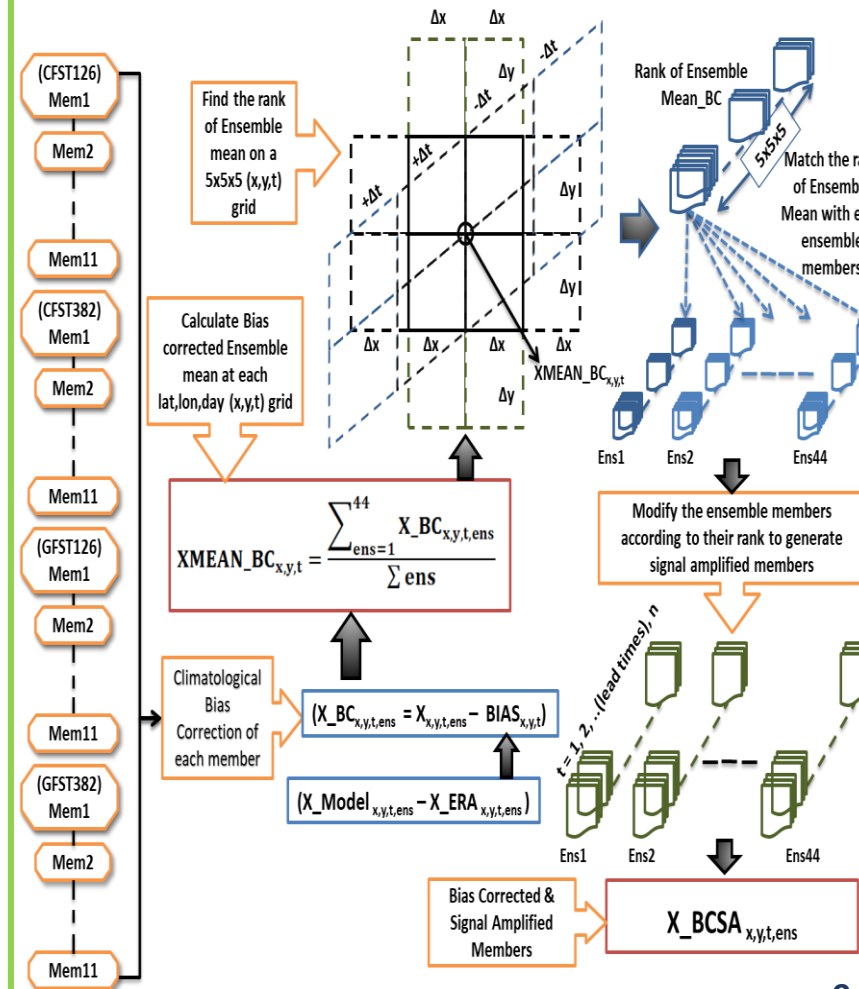 (CFST126)
Mem1
Mem2
Mem11
(CFST382)
Mem1
Mem2
Mem11
(GFST126)
Mem1
Mem2
Mem11
(GFST382)
Mem1
Mem2
Mem11
Find the rank
of Ensemble
mean on a
5x5x5 (x,y,t)
grid
Calculate Bias
corrected Ensemble
mean at each
lat,lon,day (x,y,t) grid
XMEAN_BCx,y,t = ∑ens=1^44 X_BCx,y,t,ens / ∑ ens
Climatological
Bias
Correction of
each member
(X_BCx,y,t,ens = Xx,y,t,ens – BIASx,y,t)
(X_Model x,y,t,ens – X_ERA x,y,t,ens)
Δx Δx
Δy
-Δt
-Δt
+Δt
+Δt
Δy
Δy
Δx Δx Δx
Δy
XMEAN_BCx,y,t
Rank of Ensemble
Mean_BC
5x5x5
Match the ra
of Ensemb
Mean with e
ensemble
members
Ens1 Ens2 Ens44
Modify the ensemble members
according to their rank to generate
signal amplified members
t = 1, 2, ..(lead times), n
Ens1 Ens2 Ens44
Bias Corrected &
Signal Amplified
Members
X_BCSA x,y,t,ens